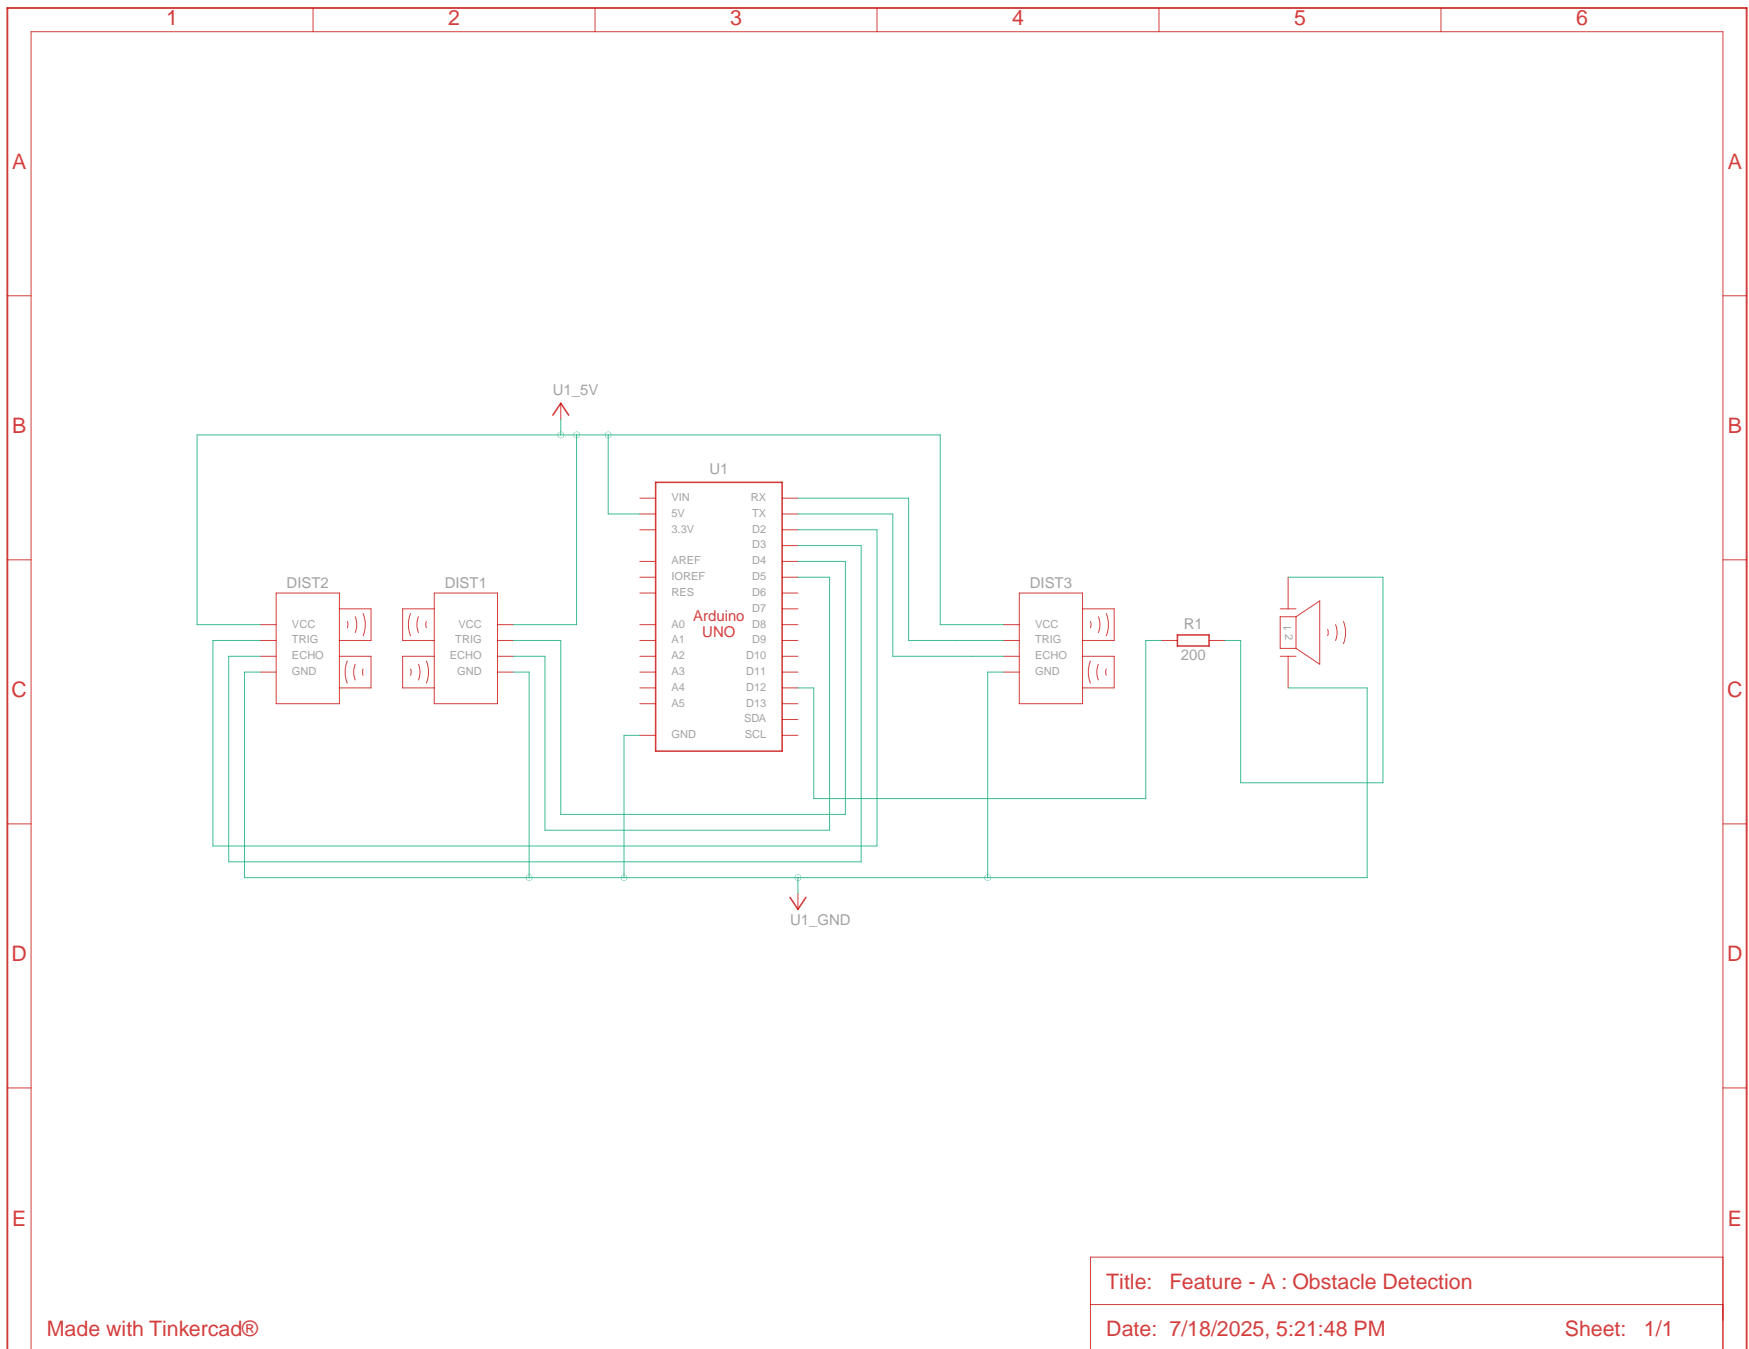 1 2 3 4 5 6
A A
U1_5V
B B
U1
VIN RX
5V TX
3.3V D2
D3
AREF D4
DIST2 DIST1 IOREF D5 DIST3
RES D6
D7
Arduino
UNO
VCC VCC A0 D8 VCC
R1
TRIG TRIG A1 D9 TRIG
1 2
ECHO ECHO A2 D10 ECHO
200
GND GND A3 D11 GND
C A4 D12 C
A5 D13
SDA
GND SCL
U1_GND
D D
E E
Title: Feature - A : Obstacle Detection
Made with Tinkercad®
Date: 7/18/2025, 5:21:48 PM Sheet: 1/1